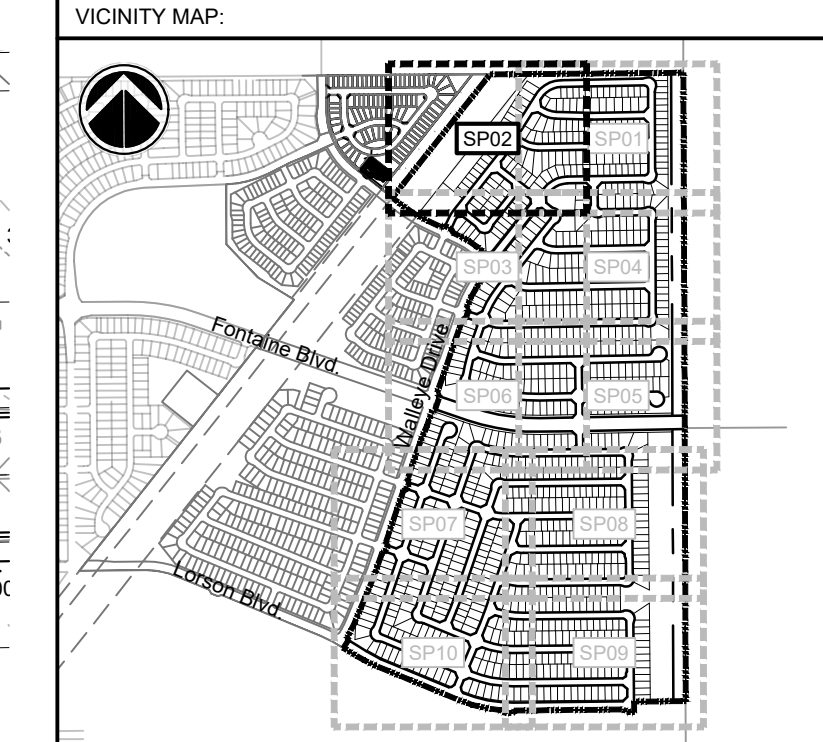 VICINITY MAP:
SP02
SP01
SP03
SP04
Fontaine Blvd.
Walleye Drive
SP06
SP05
SP07
SP08
Lorson Blvd.
SP10
SP09